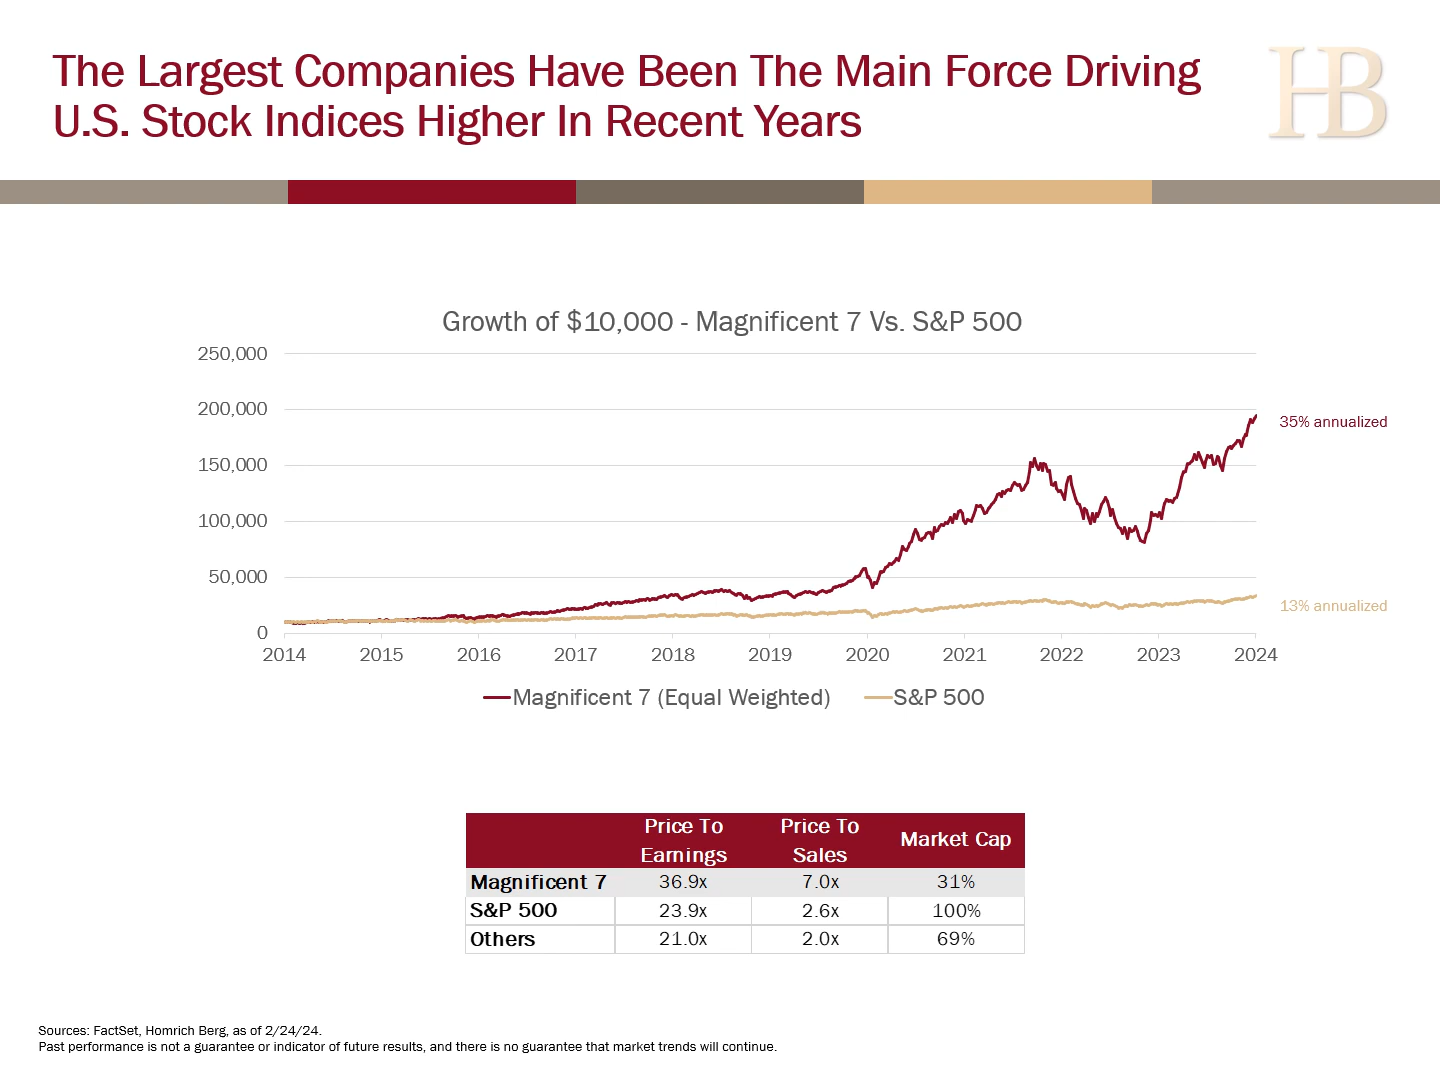 The Largest Companies Have Been The Main Force Driving
U.S. Stock Indices Higher In Recent Years
HB
Growth of $10,000 - Magnificent 7 Vs. S&P 500
250,000
200,000
150,000
100,000
50,000
0
35% annualized
13% annualized
2014 2015 2016 2017 2018 2019 2020 2021 2022 2023 2024
Magnificent 7 (Equal Weighted) S&P 500
Price To Earnings Price To Sales Market Cap
Magnificent 7 36.9x 7.0x 31%
S&P 500 23.9x 2.6x 100%
Others 21.0x 2.0x 69%
Sources: FactSet, Homrich Berg, as of 2/24/24.
Past performance is not a guarantee or indicator of future results, and there is no guarantee that market trends will continue.